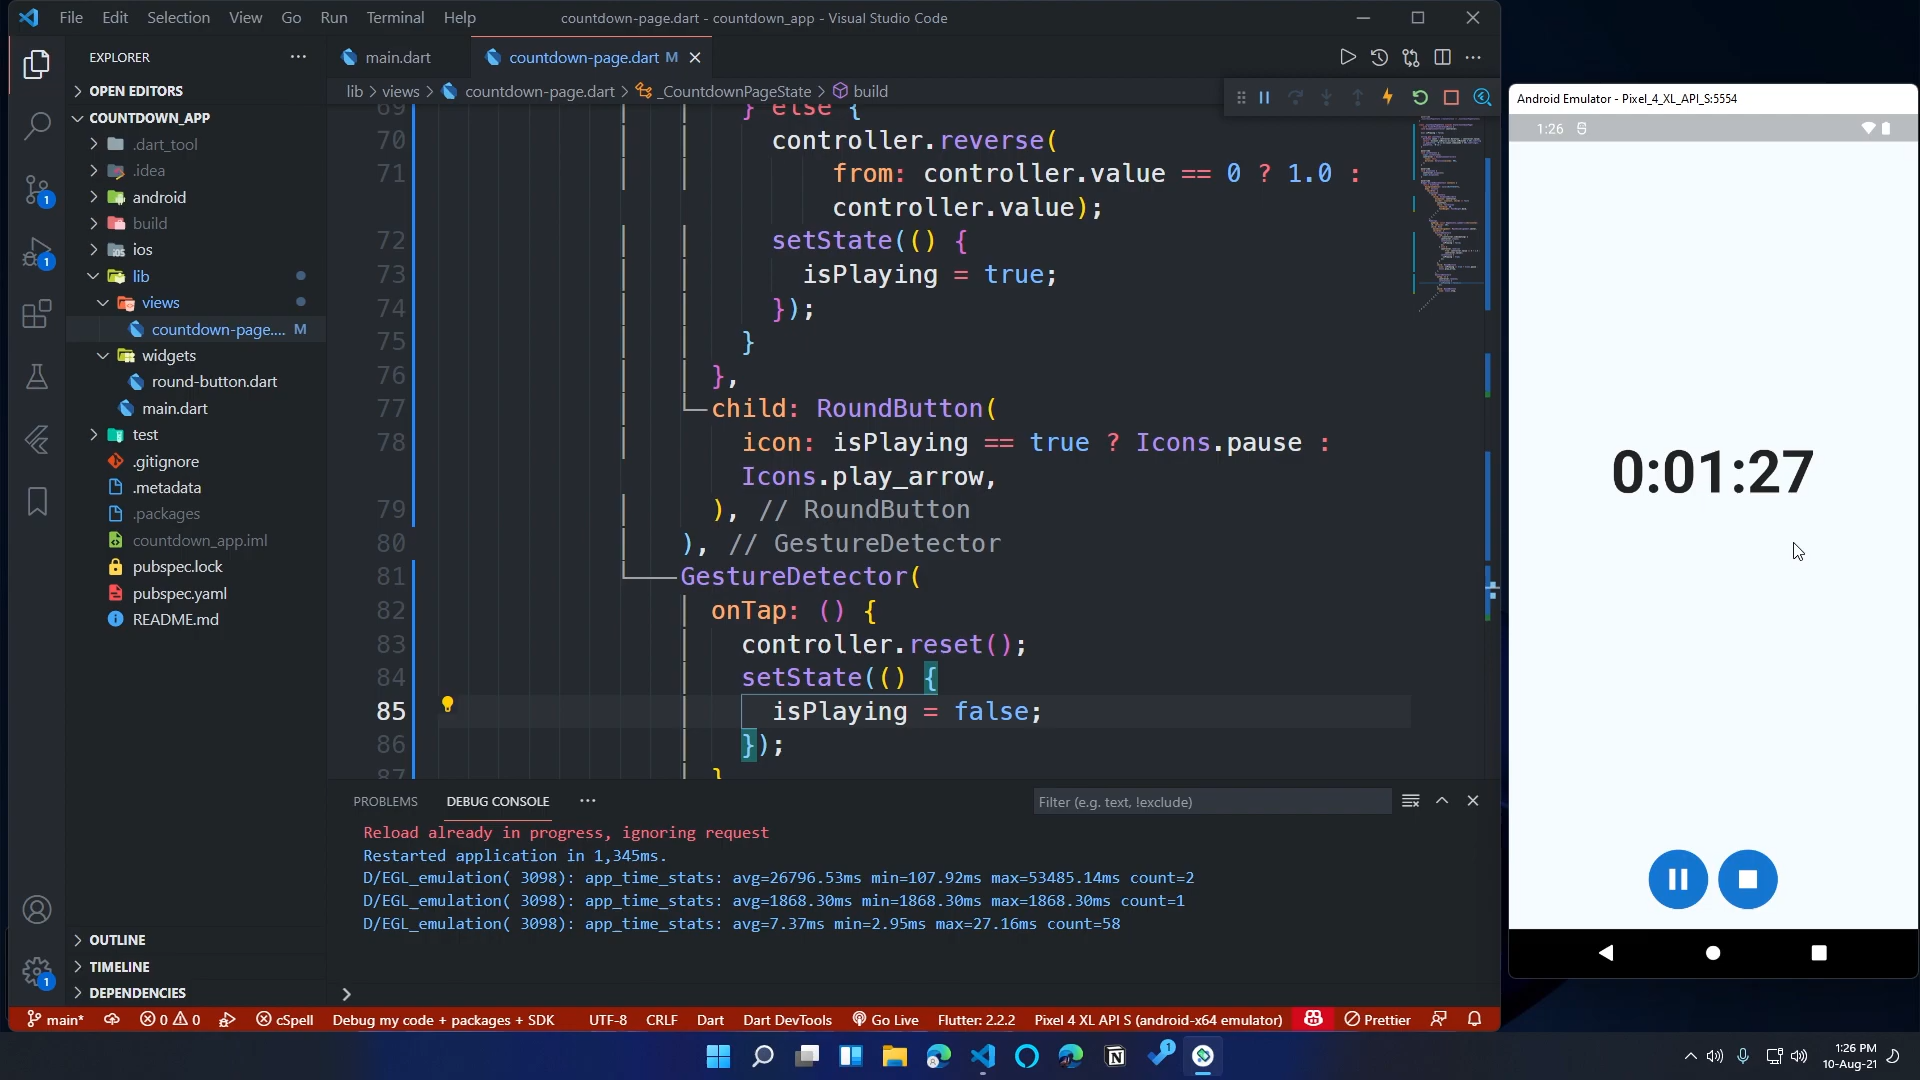 File Edit Selection View Go Run Terminal Help
countdown-page.dart - countdown_app - Visual Studio Code
EXPLORER
main.dart
countdown-page.dart M
OPEN EDITORS
lib > views > countdown-page.dart > _CountdownPageState > build
COUNTDOWN_APP
.dart_tool
.idea
android
build
ios
lib
views
countdown-page.... M
widgets
round-button.dart
main.dart
test
.gitignore
.metadata
.packages
countdown_app.iml
pubspec.lock
pubspec.yaml
README.md
OUTLINE
TIMELINE
DEPENDENCIES
1
1
1
69 } else {
70 controller.reverse(
71 from: controller.value == 0 ? 1.0 :
controller.value);
72 setState(() {
73 isPlaying = true;
74 });
75 }
76 },
77 child: RoundButton(
78 icon: isPlaying == true ? Icons.pause :
Icons.play_arrow,
79 ), // RoundButton
80 ), // GestureDetector
81 GestureDetector(
82 onTap: () {
83 controller.reset();
84 setState(() {
85 isPlaying = false;
86 });
87 }
PROBLEMS DEBUG CONSOLE
Filter (e.g. text, !exclude)
Reload already in progress, ignoring request
Restarted application in 1,345ms.
D/EGL_emulation( 3098): app_time_stats: avg=26796.53ms min=107.92ms max=53485.14ms count=2
D/EGL_emulation( 3098): app_time_stats: avg=1868.30ms min=1868.30ms max=1868.30ms count=1
D/EGL_emulation( 3098): app_time_stats: avg=7.37ms min=2.95ms max=27.16ms count=58
main* 0 0 cSpell Debug my code + packages + SDK UTF-8 CRLF Dart Dart DevTools Go Live Flutter: 2.2.2 Pixel 4 XL API S (android-x64 emulator) Prettier
Android Emulator - Pixel_4_XL_API_S:5554
1:26
0:01:27
1
1:26 PM
10-Aug-21